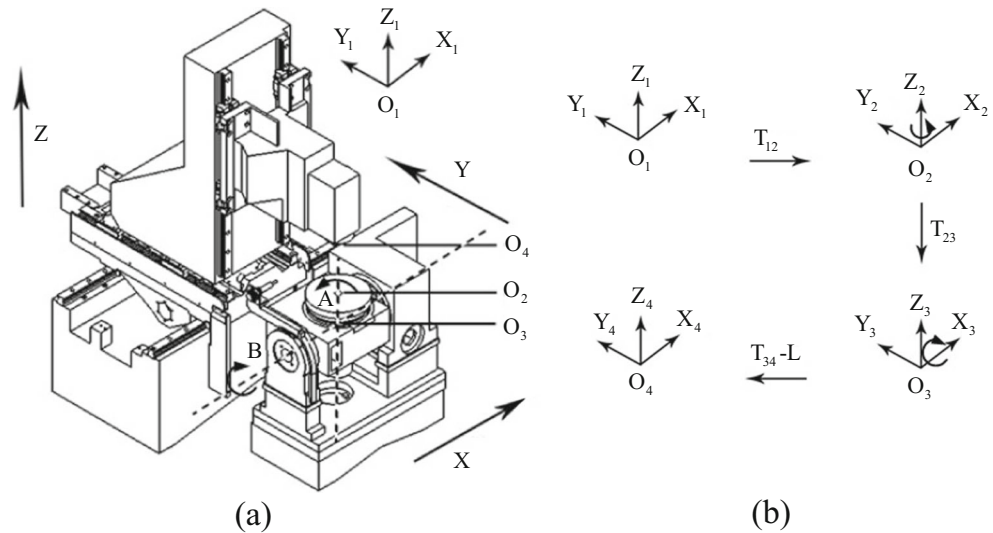 Z
Z₁
Y₁
X₁
O₁
Y
O₄
A
O₂
O₃
B
X
(a)
Z₁
Y₁
X₁
O₁
T₁₂
Z₂
Y₂
X₂
O₂
T₂₃
Z₄
Y₄
X₄
O₄
T₃₄-L
Z₃
Y₃
X₃
O₃
(b)